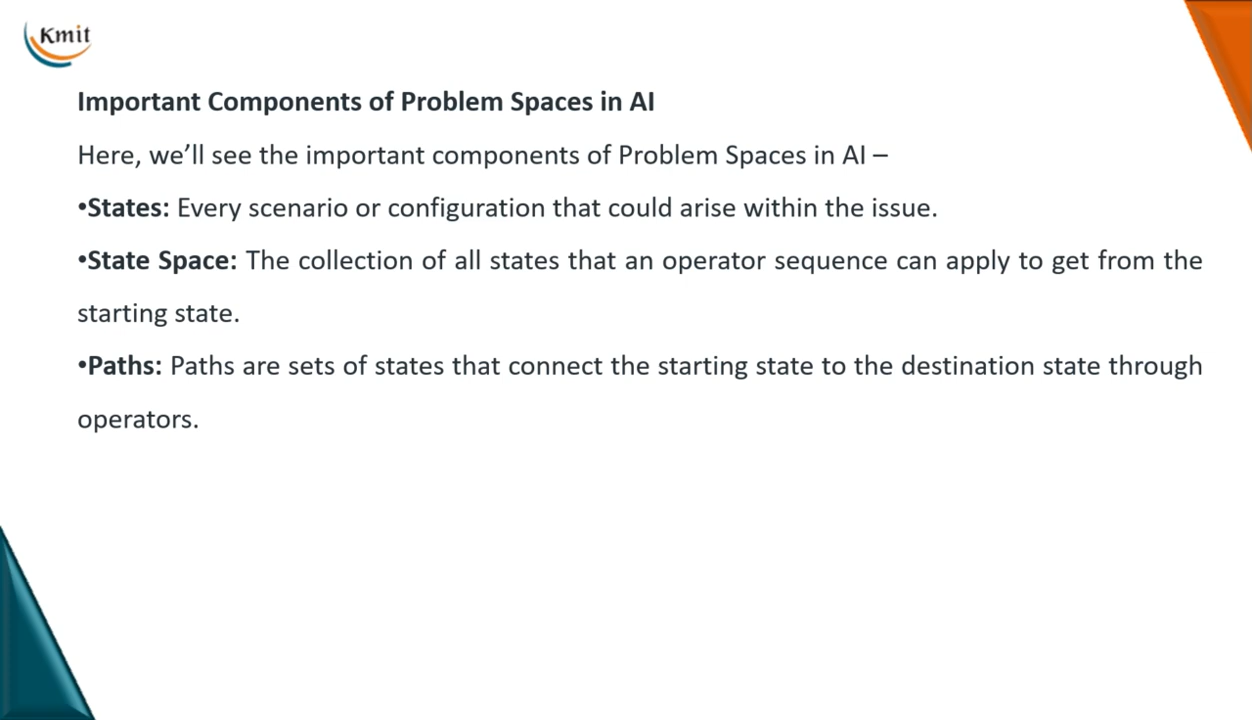 Kmit
Important Components of Problem Spaces in AI
Here, we’ll see the important components of Problem Spaces in AI –
•States: Every scenario or configuration that could arise within the issue.
•State Space: The collection of all states that an operator sequence can apply to get from the
starting state.
•Paths: Paths are sets of states that connect the starting state to the destination state through
operators.